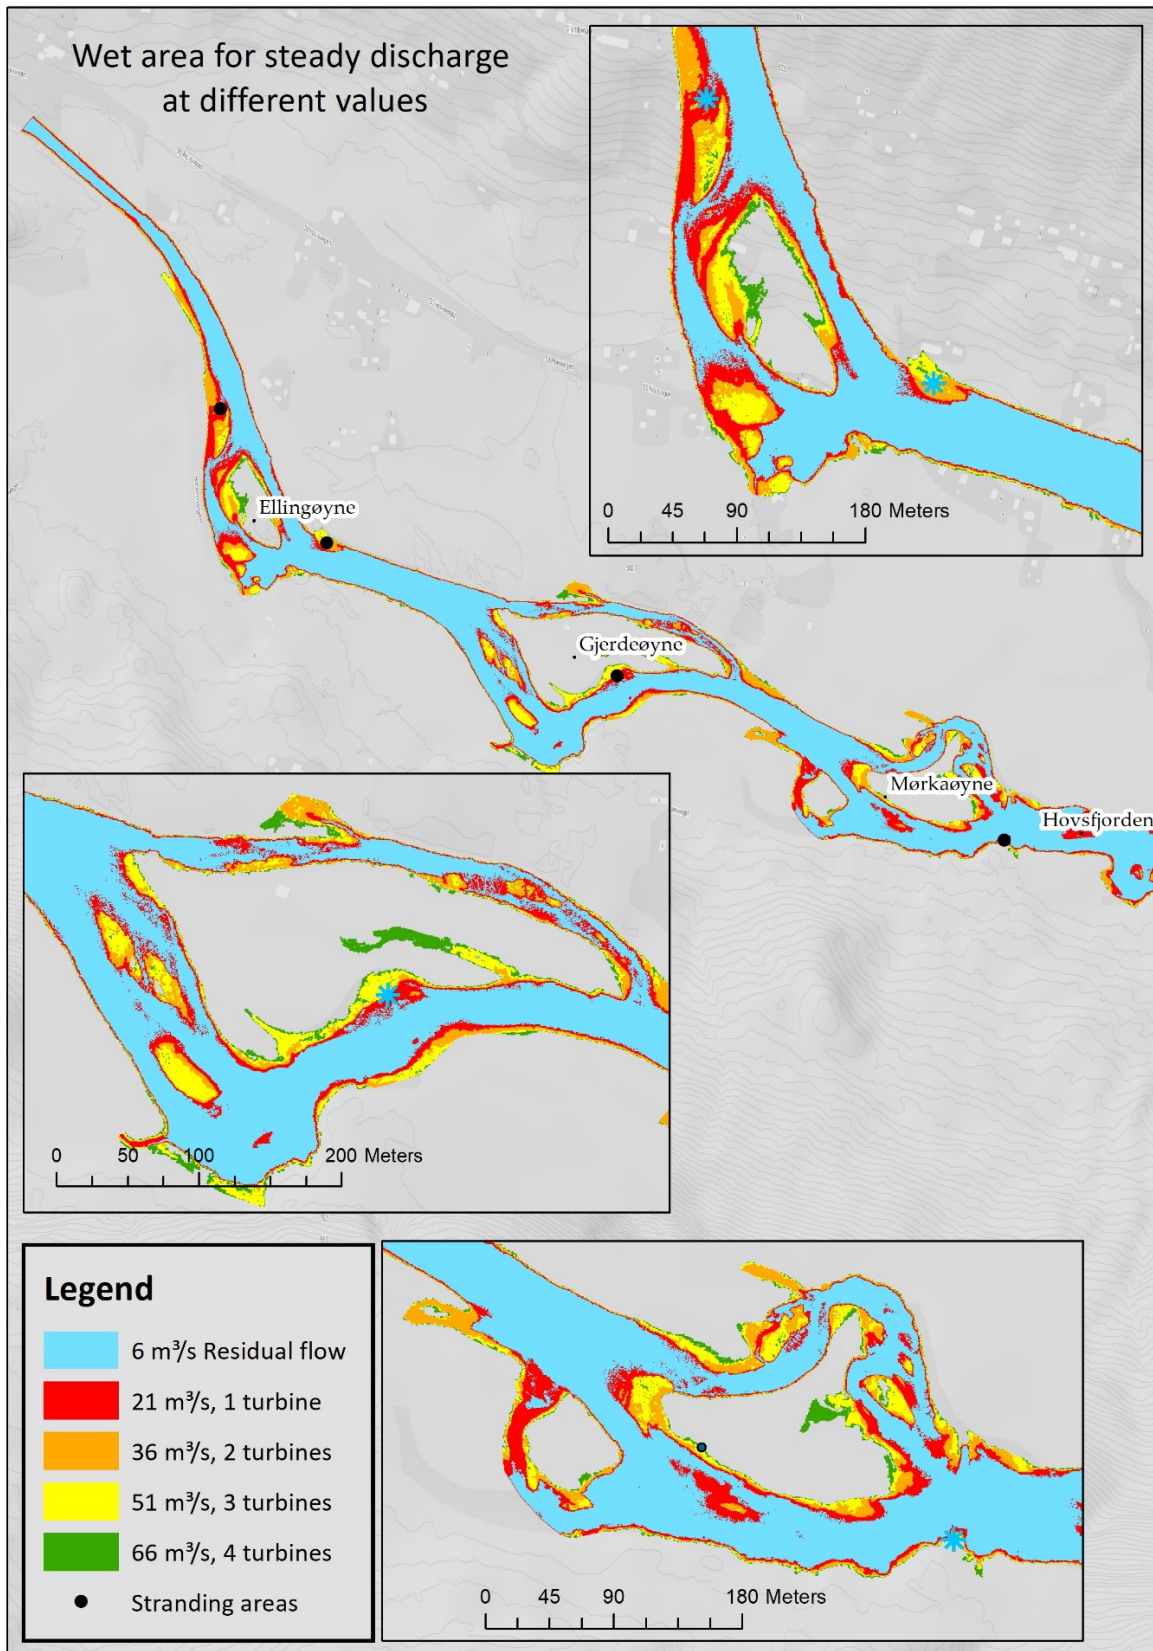 Wet area for steady discharge
at different values
0 45 90 180 Meters
Ellingøyne
Gjerdeøyne
Mørkaøyne
Hovsfjorden
0 50 100 200 Meters
Legend
6 m³/s Residual flow
21 m³/s, 1 turbine
36 m³/s, 2 turbines
51 m³/s, 3 turbines
66 m³/s, 4 turbines
Stranding areas
0 45 90 180 Meters